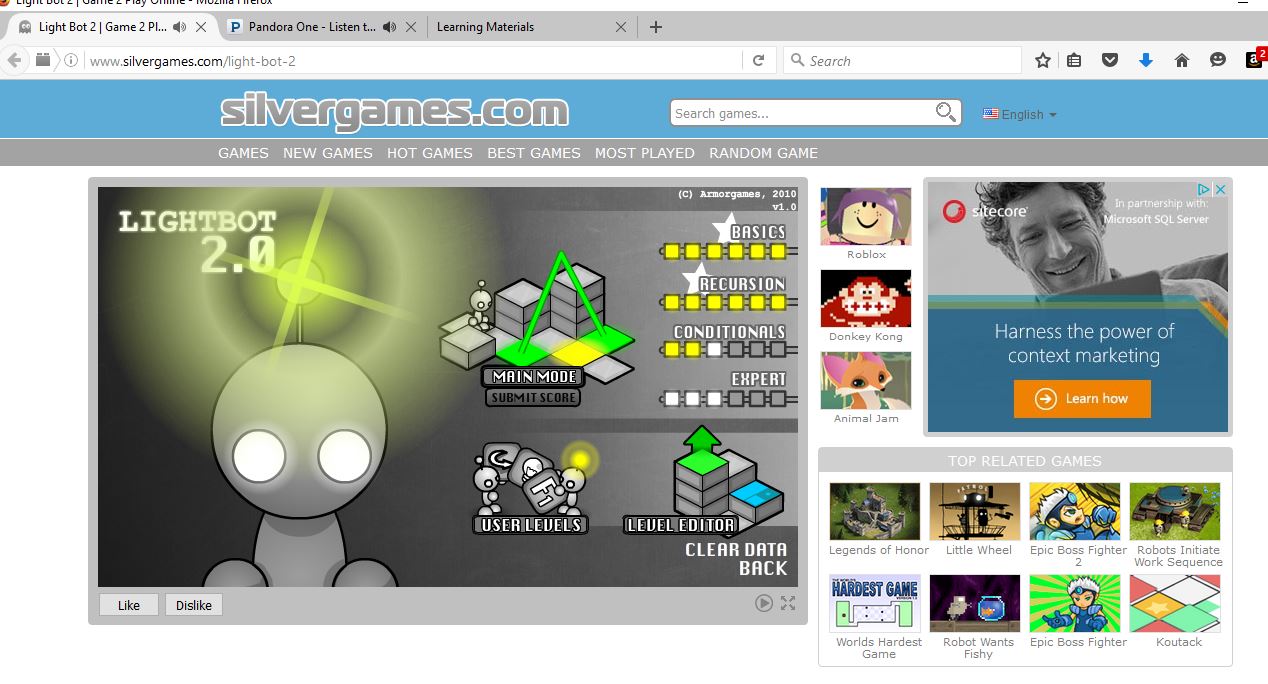 Light Bot 2 | Game 2 Play Online - Mozilla Firefox
Light Bot 2 | Game 2 Pl...
Pandora One - Listen t...
Learning Materials
www.silvergames.com/light-bot-2
Search
a
2
silvergames.com
Search games...
English
GAMES NEW GAMES HOT GAMES BEST GAMES MOST PLAYED RANDOM GAME
(C) Armorgames, 2010
v1.0
LIGHTBOT
2.0
BASICS
RECURSION
CONDITIONALS
EXPERT
MAIN MODE
SUBMIT SCORE
USER LEVELS
F1
LEVEL EDITOR
CLEAR DATA
BACK
Like
Dislike
Roblox
Donkey Kong
Animal Jam
sitecore
In partnership with:
Microsoft SQL Server
Harness the power of
context marketing
Learn how
TOP RELATED GAMES
PATROL
Legends of Honor
Little Wheel
Epic Boss Fighter
2
Robots Initiate
Work Sequence
THE WORLDS
HARDEST GAME
Worlds Hardest
Game
Robot Wants
Fishy
Epic Boss Fighter
Koutack